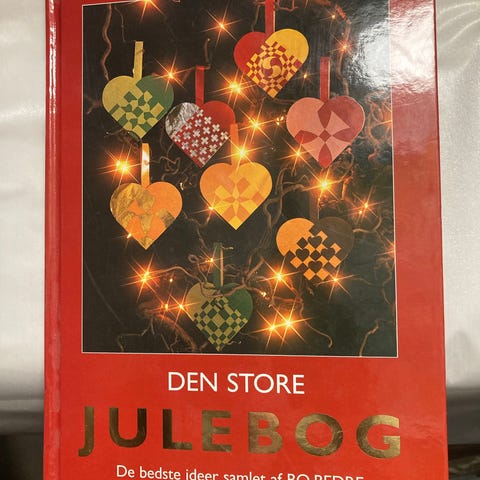 DEN STORE
JULEBOG
De bedste ideer samlet af BO BEDRE